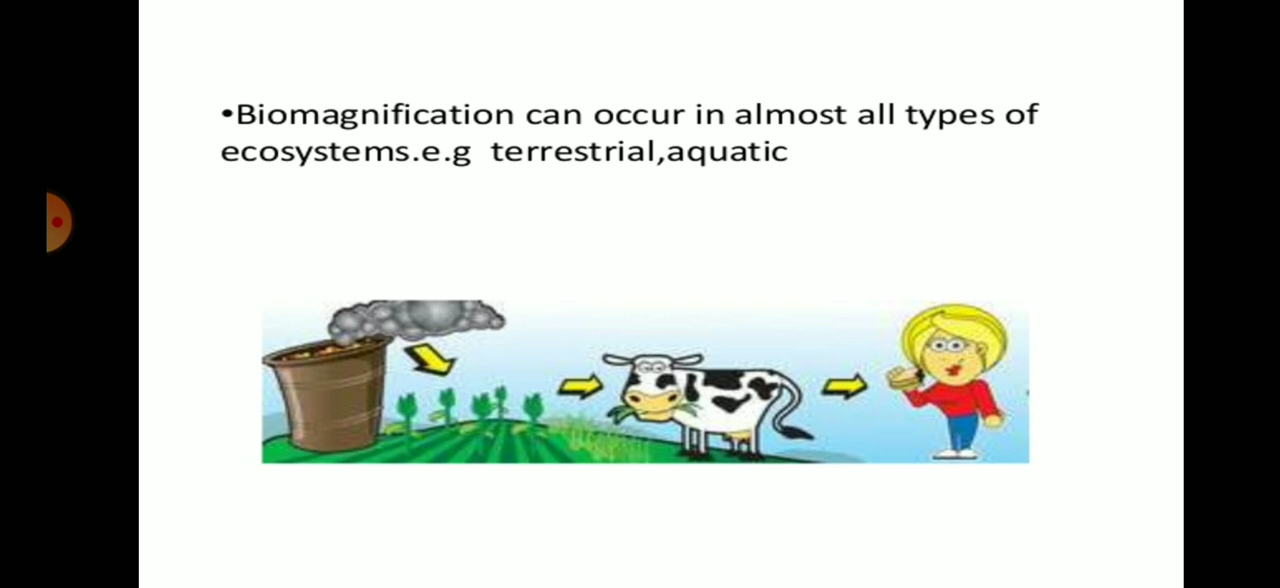 •Biomagnification can occur in almost all types of
ecosystems.e.g  terrestrial,aquatic